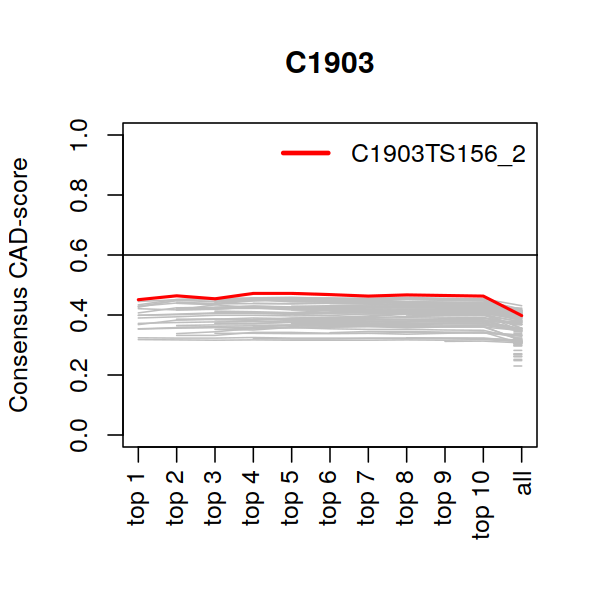 C1903
C1903TS156_2
Consensus CAD-score
1.0
0.8
0.6
0.4
0.2
0.0
top 1
top 2
top 3
top 4
top 5
top 6
top 7
top 8
top 9
top 10
all